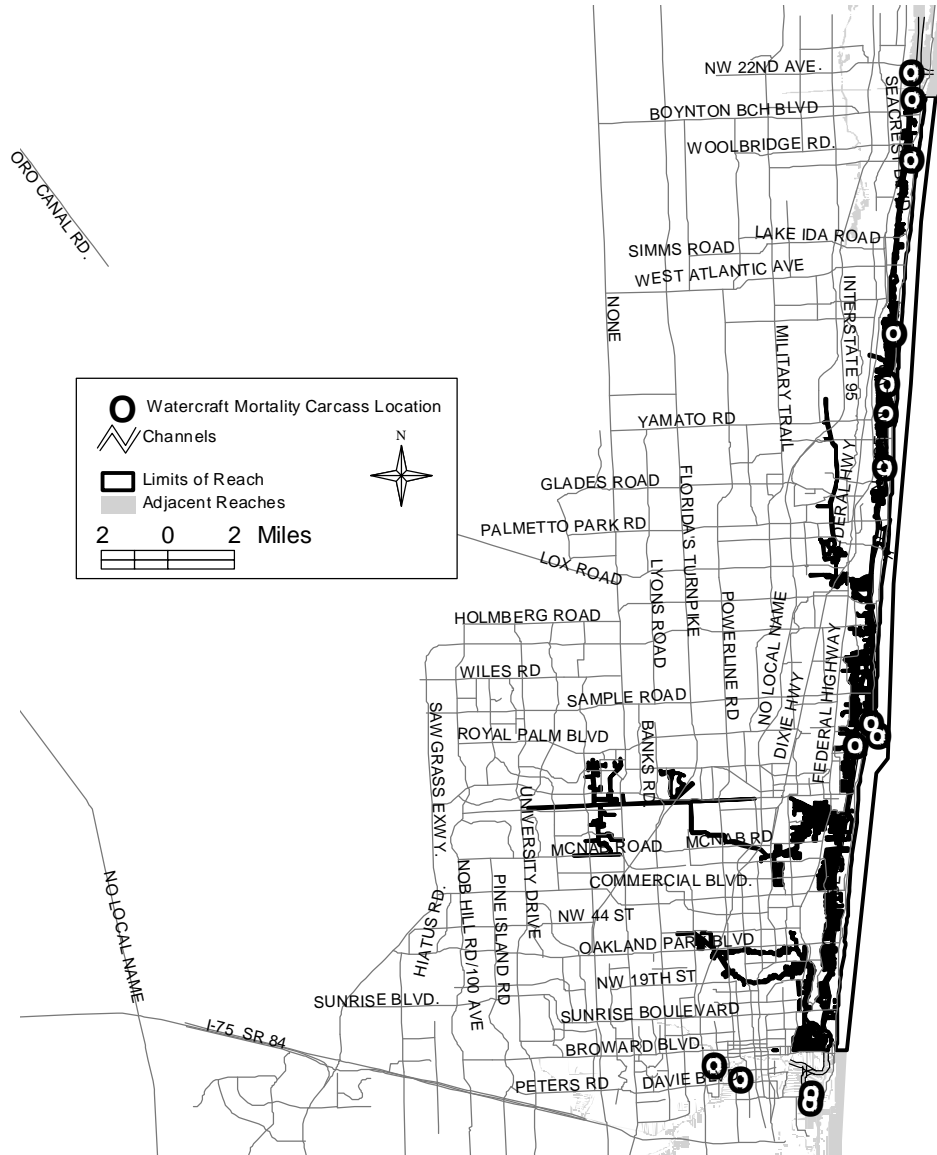 NW 22ND AVE.
SEACREST BLVD
BOYNTON BCH BLVD
WOOLBRIDGE RD.
ORO CANAL RD.
LAKE IDA ROAD
SIMMS ROAD
WEST ATLANTIC AVE
INTERSTATE 95
NONE
MILITARY TRAIL
O Watercraft Mortality Carcass Location
Channels
N
Limits of Reach
Adjacent Reaches
2 0 2 Miles
YAMATO RD
FEDERAL HWY
GLADES ROAD
FLORIDA'S TURNPIKE
PALMETTO PARK RD
LOX ROAD
LYONS ROAD
POWERLINE RD
NO LOCAL NAME
HOLMBERG ROAD
FEDERAL HIGHWAY
WILES RD
DIXIE HWY
SAMPLE ROAD
SAWGRASS EXWY.
ROYAL PALM BLVD
BANKS RD
UNIVERSITY DRIVE
MCNAB ROAD
MCNAB RD
NO LOCAL NAME
HIATUS RD.
NOB HILL RD/100 AVE
PINE ISLAND RD
COMMERCIAL BLVD.
NW 44 ST
OAKLAND PARK BLVD
NW 19TH ST
SUNRISE BLVD.
SUNRISE BOULEVARD
I-75 SR 84
BROWARD BLVD.
PETERS RD
DAVIE BLVD.